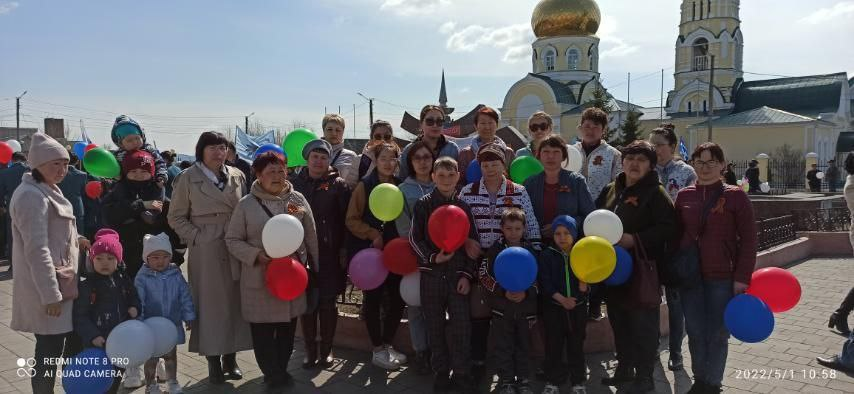 REDMI NOTE 8 PRO
AI QUAD CAMERA
2022/5/1 10:58